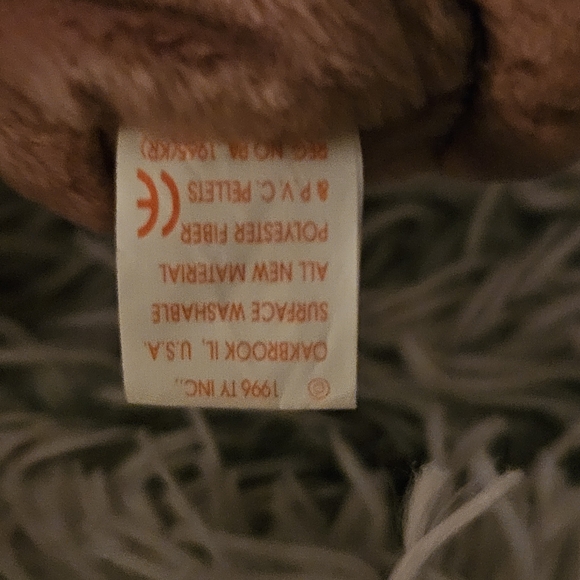 © 1996 TY INC.,
OAKBROOK IL, U.S.A.
SURFACE WASHABLE
ALL NEW MATERIAL
POLYESTER FIBER
& P.V.C. PELLETS CE
REG. NO PA. 1965(KR)